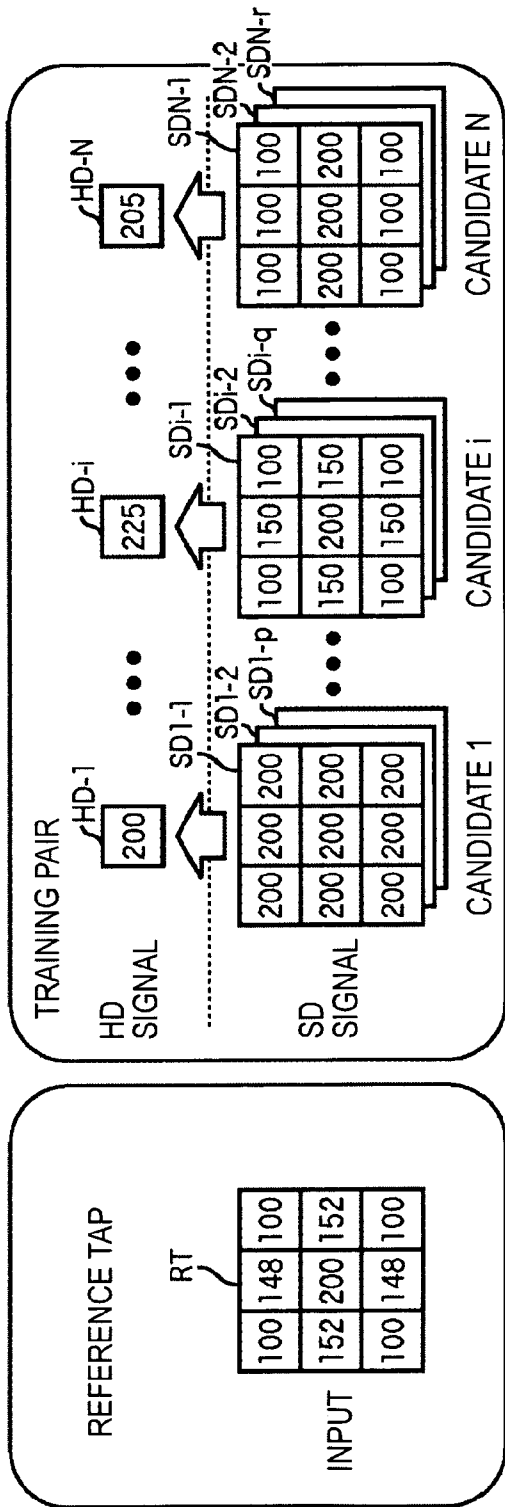 REFERENCE TAP
RT
100 148 100
152 200 152
100 148 100
INPUT
TRAINING PAIR
HD SIGNAL
HD-1
200
HD-i
225
HD-N
205
SD SIGNAL
SD1-1
SD1-2
SD1-p
200 200 200
200 200 200
200 200 200
CANDIDATE 1
SDi-1
SDi-2
SDi-q
100 150 100
150 200 150
100 150 100
CANDIDATE i
SDN-1
SDN-2
SDN-r
100 100 100
200 200 200
100 100 100
CANDIDATE N